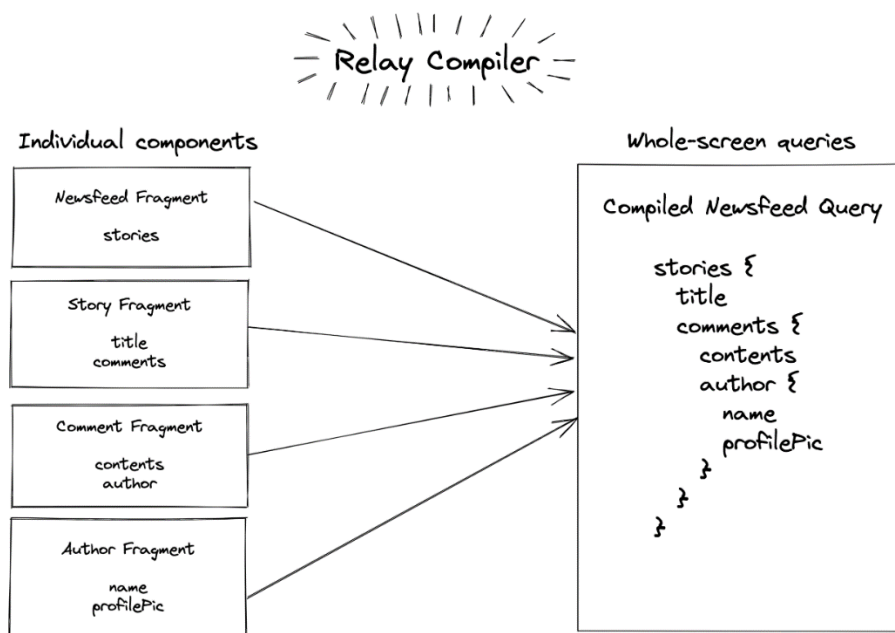 Relay Compiler
Individual components
Newsfeed Fragment
stories
Story Fragment
title
comments
Comment Fragment
contents
author
Author Fragment
name
profilePic
Whole-screen queries
Compiled Newsfeed Query
stories {
title
comments {
contents
author {
name
profilePic
}
}
}